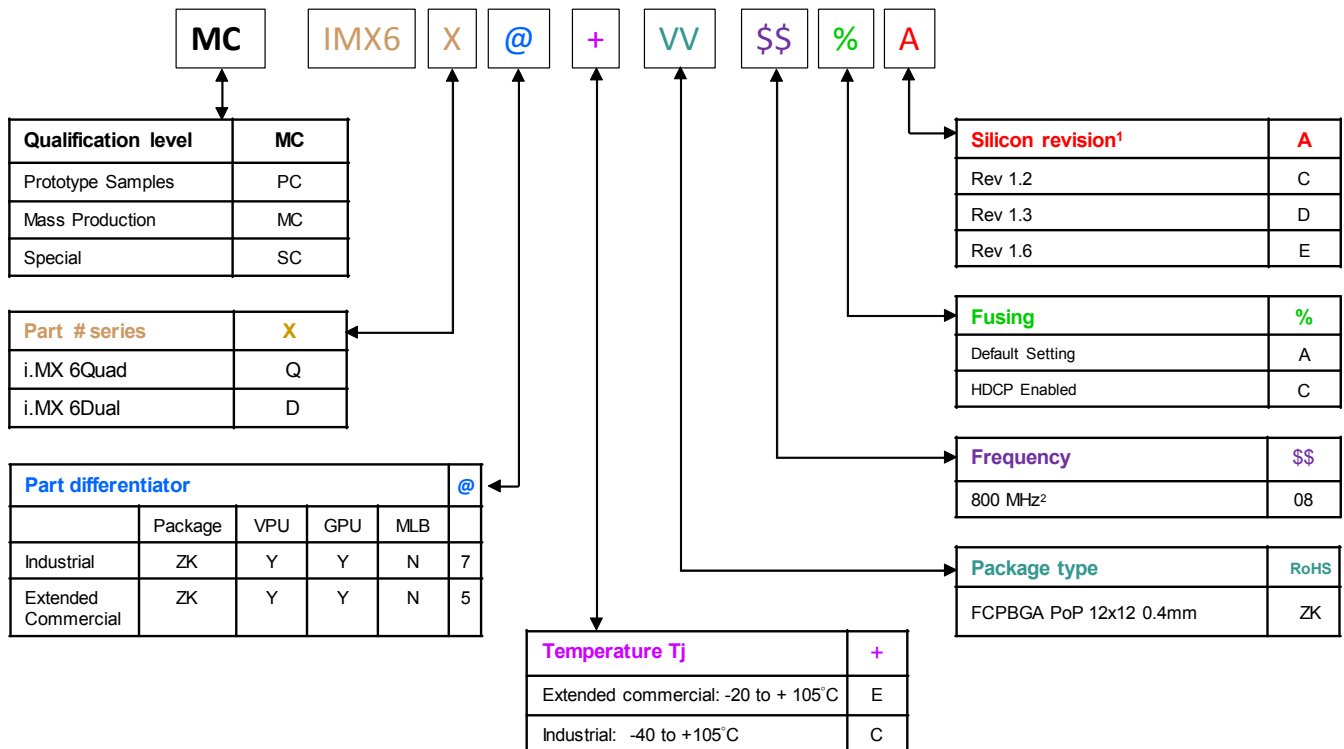 MC IMX6 X @ + VV $$ % A
Qualification level MC
Prototype Samples PC
Mass Production MC
Special SC
Part # series X
i.MX 6Quad Q
i.MX 6Dual D
Part differentiator @
Package VPU GPU MLB
Industrial ZK Y Y N 7
Extended Commercial ZK Y Y N 5
Temperature Tj +
Extended commercial: -20 to + 105°C E
Industrial: -40 to +105°C C
Silicon revision¹ A
Rev 1.2 C
Rev 1.3 D
Rev 1.6 E
Fusing %
Default Setting A
HDCP Enabled C
Frequency $$
800 MHz² 08
Package type RoHS
FCPBGA PoP 12x12 0.4mm ZK